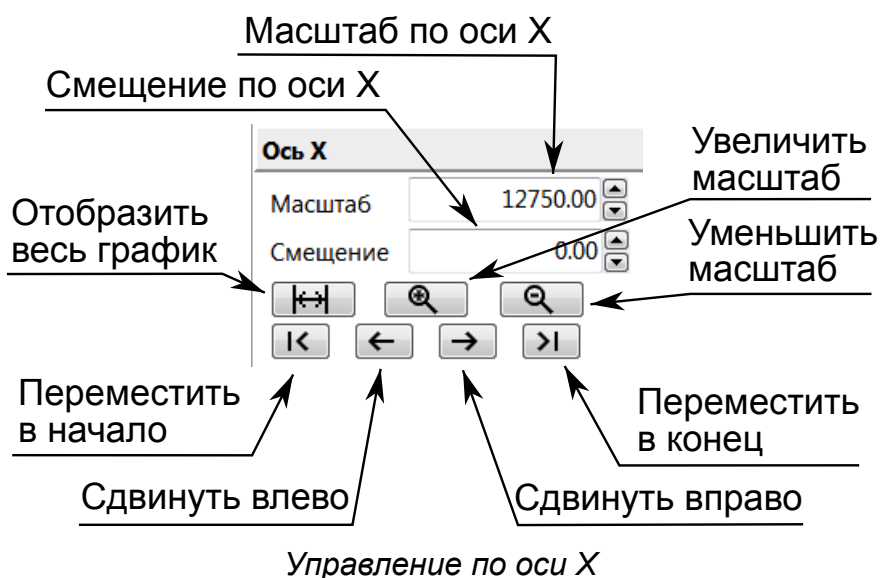 Масштаб по оси X
Смещение по оси X
Ось X
Увеличить
масштаб
Масштаб 12750.00
Отобразить
весь график
Смещение 0.00
Уменьшить
масштаб
Переместить
в начало
Переместить
в конец
Сдвинуть влево
Сдвинуть вправо
Управление по оси X